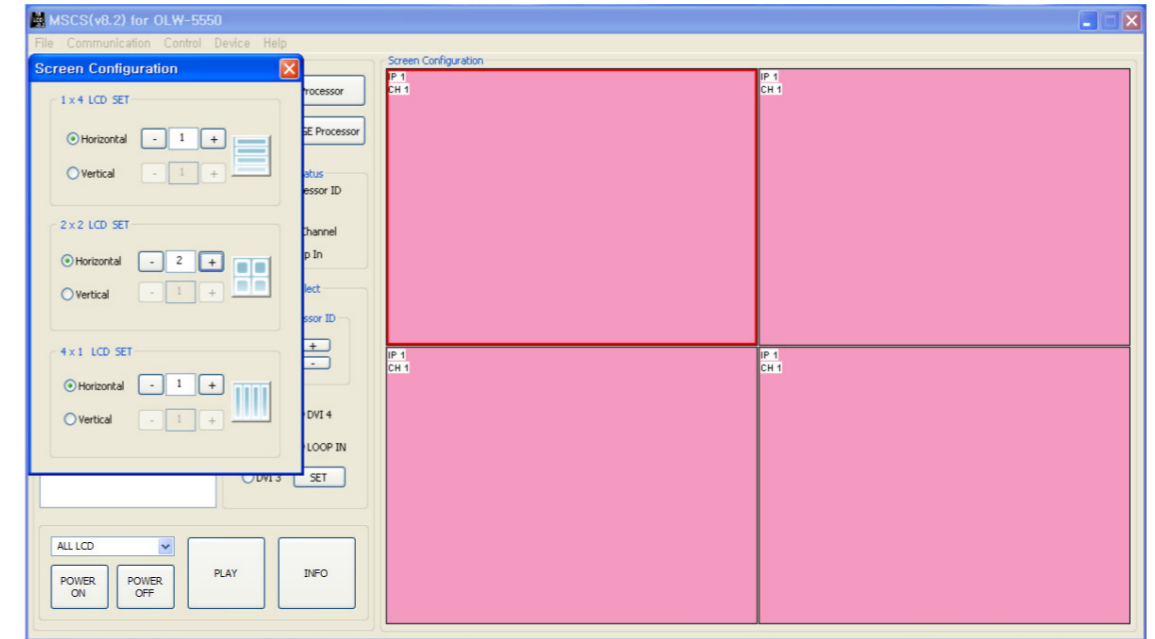 MSCS(v8.2) for OLW-5550
File Communication Control Device Help
Screen Configuration
1 x 4 LCD SET
Horizontal - 1 +
Vertical - 1 +
2 x 2 LCD SET
Horizontal - 2 +
Vertical - 1 +
4 x 1 LCD SET
Horizontal - 1 +
Vertical - 1 +
Processor
GE Processor
atus
essor ID
Channel
p In
lect
ssor ID
+
-
DVI 4
LOOP IN
DVI 3 SET
ALL LCD
POWER
ON
POWER
OFF
PLAY
INFO
Screen Configuration
IP 1
CH 1
IP 1
CH 1
IP 1
CH 1
IP 1
CH 1